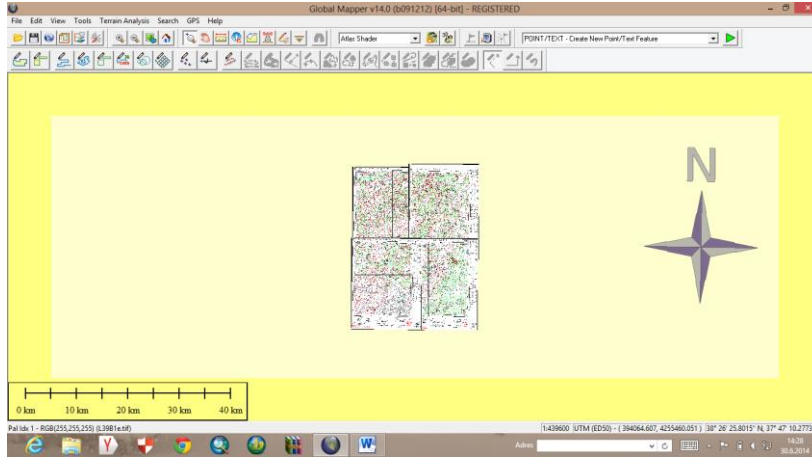 Global Mapper v14.0 (b091212) [64-bit] - REGISTERED
File Edit View Tools Terrain Analysis Search GPS Help
Atlas Shader
POINT/TEXT - Create New Point/Text Feature
N
0 km 10 km 20 km 30 km 40 km
Pal Idx 1 - RGB(255,255,255) (L39B1e.tif)
1:439600 UTM (ED50) - ( 394064.607, 4255460.051 ) 38° 26' 25.8015" N, 37° 47' 10.2773
Adres
14:28
30.6.2014